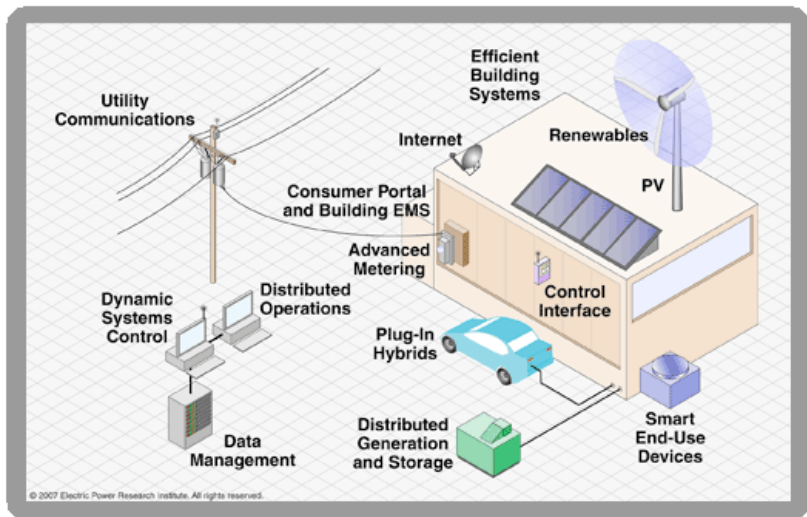 Efficient
Building
Systems
Utility
Communications
Internet
Renewables
PV
Consumer Portal
and Building EMS
Advanced
Metering
Control
Interface
Dynamic
Systems
Control
Distributed
Operations
Plug-In
Hybrids
Data
Management
Distributed
Generation
and Storage
Smart
End-Use
Devices
© 2007 Electric Power Research Institute. All rights reserved.